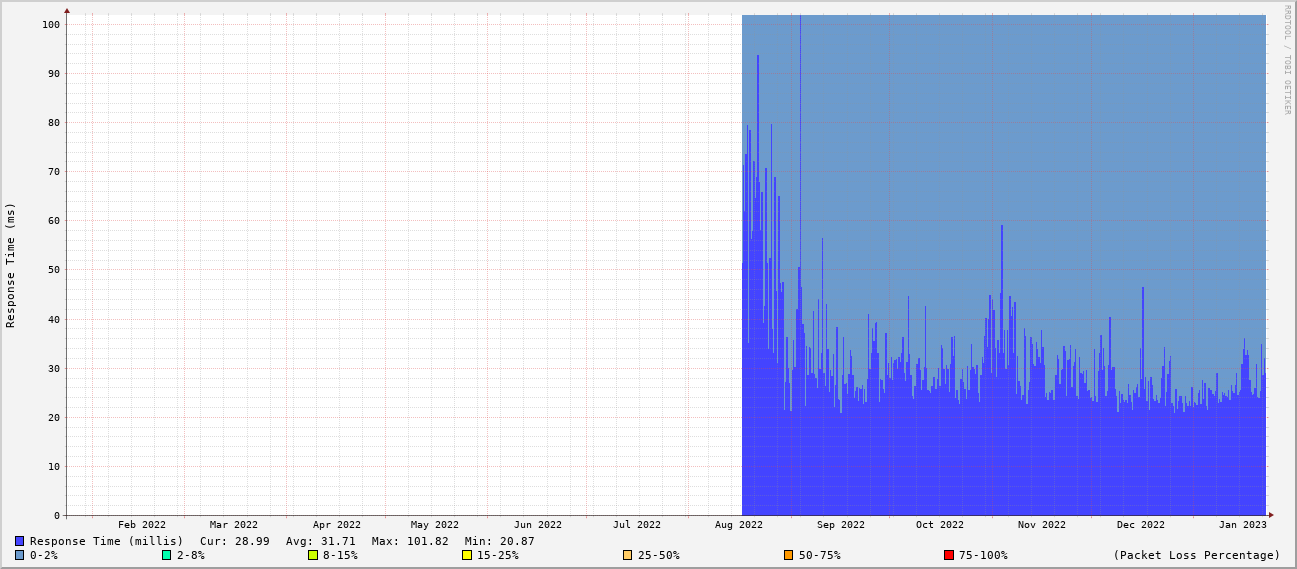 100
90
80
70
60
50
40
30
20
10
0
Response Time (ms)
RRDTOOL / TOBI OETIKER
Feb 2022 Mar 2022 Apr 2022 May 2022 Jun 2022 Jul 2022 Aug 2022 Sep 2022 Oct 2022 Nov 2022 Dec 2022 Jan 2023
Response Time (millis) Cur: 28.99 Avg: 31.71 Max: 101.82 Min: 20.87
0-2% 2-8% 8-15% 15-25% 25-50% 50-75% 75-100% (Packet Loss Percentage)